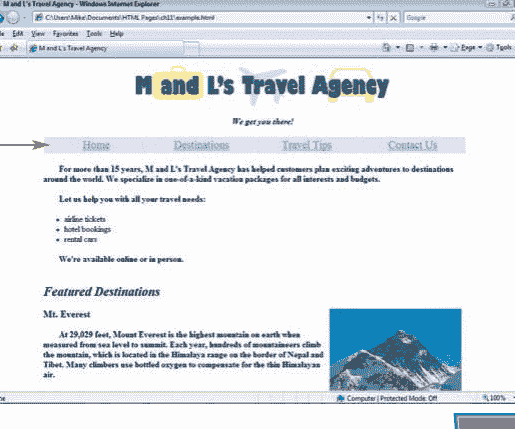 M and L's Travel Agency - Windows Internet Explorer
C:\Users\Mike\Documents\HTML Pages\ch11\example.html
Google
Edit View Favorites Tools Help
M and L's Travel Agency
Page Tools
M and L's Travel Agency
We get you there!
Home Destinations Travel Tips Contact Us
For more than 15 years, M and L's Travel Agency has helped customers plan exciting adventures to destinations
around the world. We specialize in one-of-a-kind vacation packages for all interests and budgets.
Let us help you with all your travel needs:
• airline tickets
• hotel bookings
• rental cars
We're available online or in person.
Featured Destinations
Mt. Everest
At 29,029 feet, Mount Everest is the highest mountain on earth when
measured from sea level to summit. Each year, hundreds of mountaineers climb
the mountain, which is located in the Himalaya range on the border of Nepal and
Tibet. Many climbers use bottled oxygen to compensate for the thin Himalayan
air.
Computer | Protected Mode: Off
100%